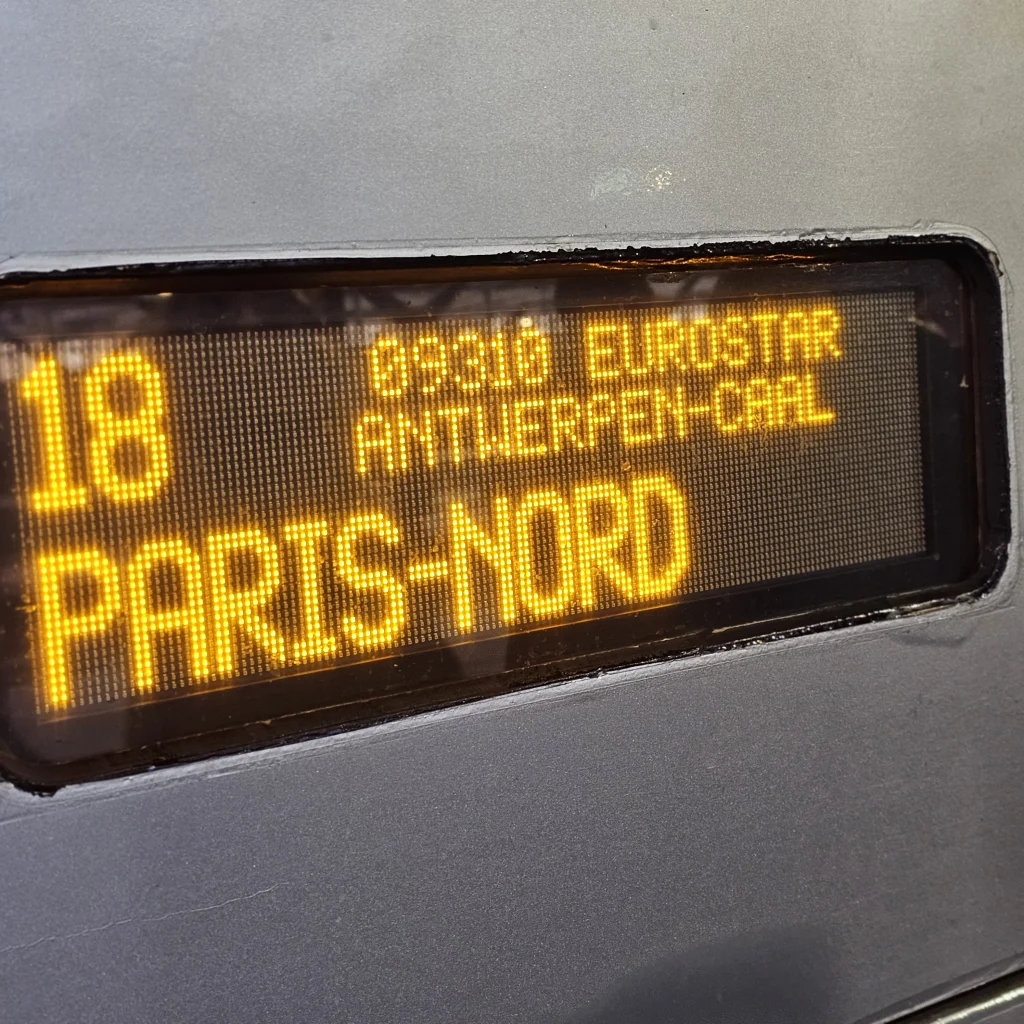 18
09310 EUROSTAR
ANTWERPEN-CAAL
PARIS-NORD